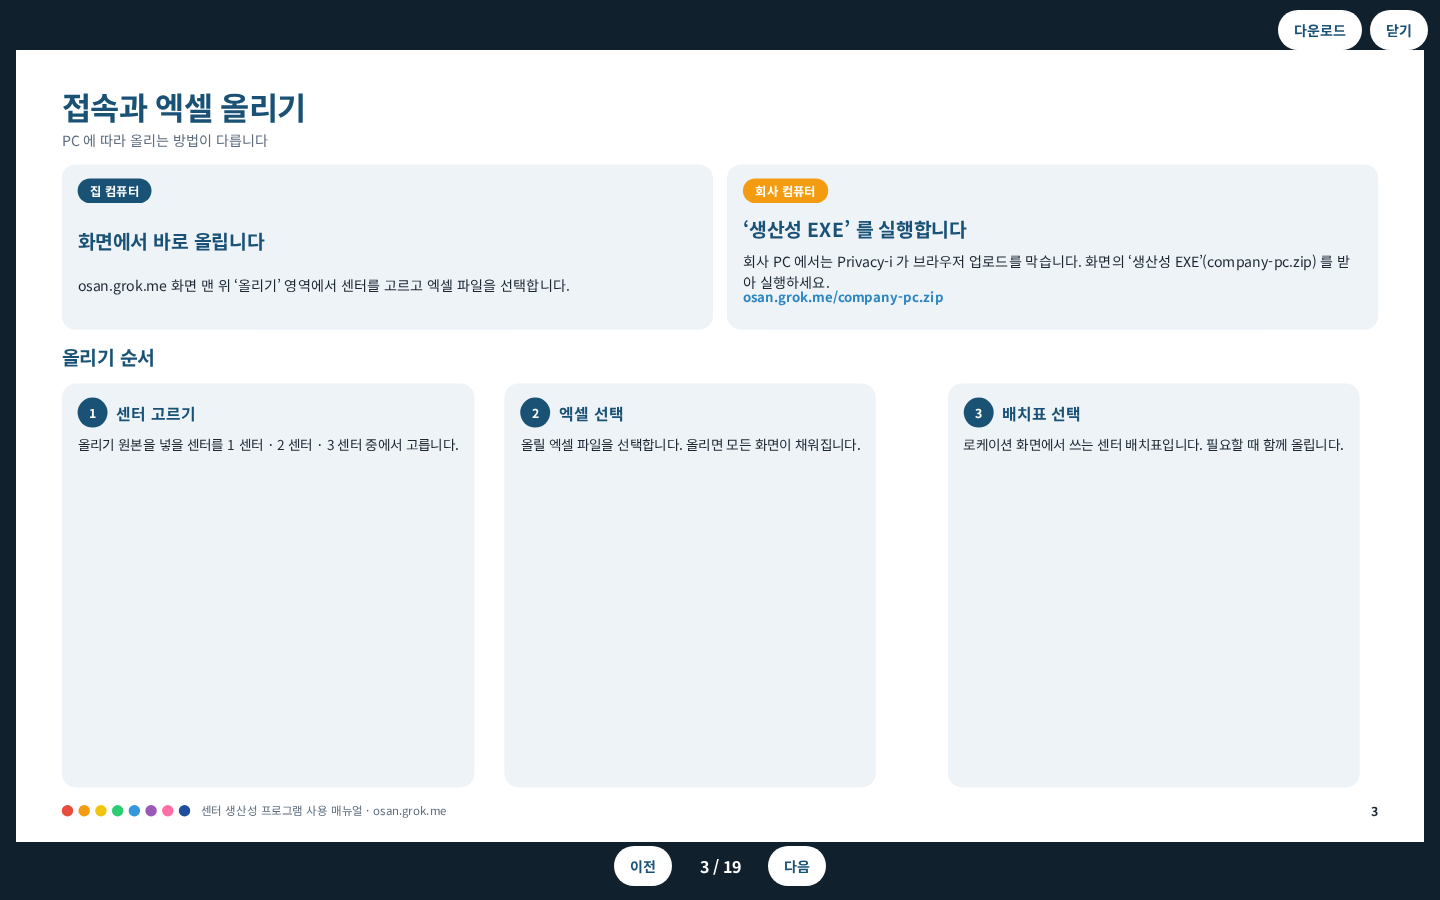 다운로드
닫기
접속과 엑셀 올리기
PC 에 따라 올리는 방법이 다릅니다
집 컴퓨터
화면에서 바로 올립니다
osan.grok.me 화면 맨 위 ‘올리기’ 영역에서 센터를 고르고 엑셀 파일을 선택합니다.
회사 컴퓨터
‘생산성 EXE’ 를 실행합니다
회사 PC 에서는 Privacy-i 가 브라우저 업로드를 막습니다. 화면의 ‘생산성 EXE’(company-pc.zip) 를 받
아 실행하세요.
osan.grok.me/company-pc.zip
올리기 순서
1 센터 고르기
올리기 원본을 넣을 센터를 1 센터 · 2 센터 · 3 센터 중에서 고릅니다.
2 엑셀 선택
올릴 엑셀 파일을 선택합니다. 올리면 모든 화면이 채워집니다.
3 배치표 선택
로케이션 화면에서 쓰는 센터 배치표입니다. 필요할 때 함께 올립니다.
센터 생산성 프로그램 사용 매뉴얼 · osan.grok.me
3
이전
3 / 19
다음